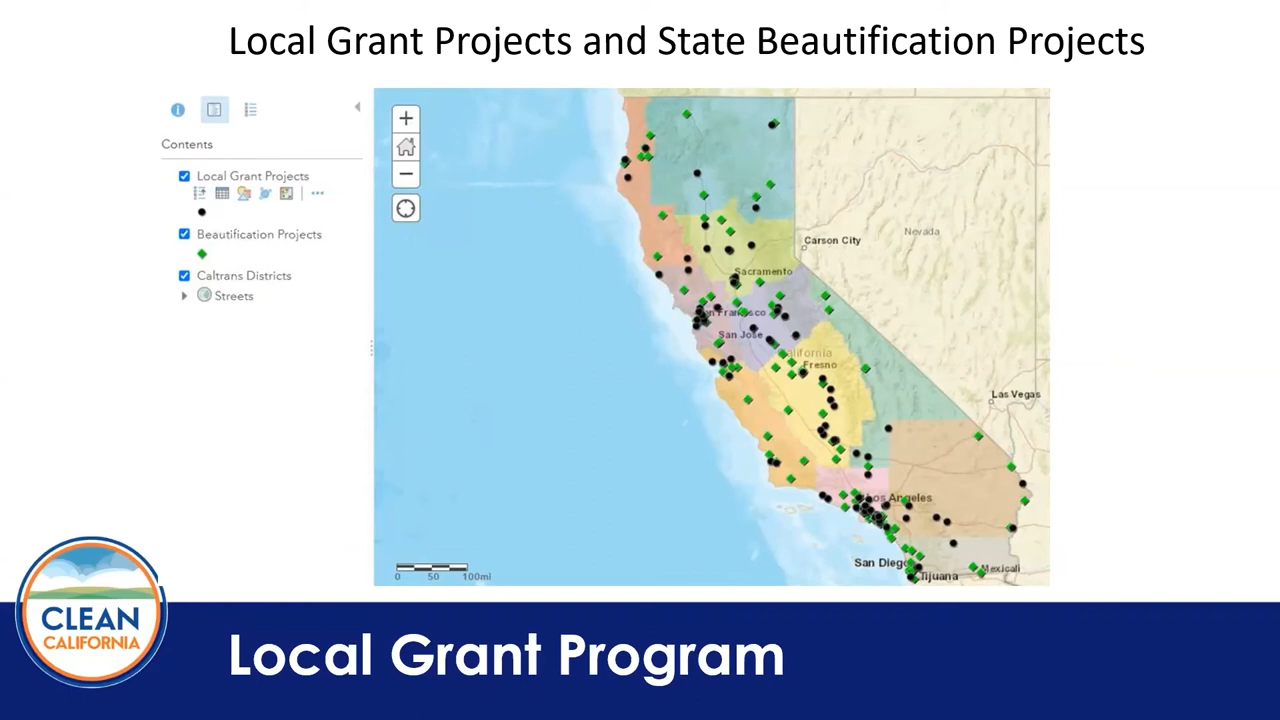 Local Grant Projects and State Beautification Projects
Contents
Local Grant Projects
Beautification Projects
Caltrans Districts
Streets
Carson City
Nevada
Sacramento
San Jose
California
Fresno
Las Vegas
Los Angeles
San Diego
Tijuana
Mexicali
0 50 100mi
CLEAN
CALIFORNIA
Local Grant Program